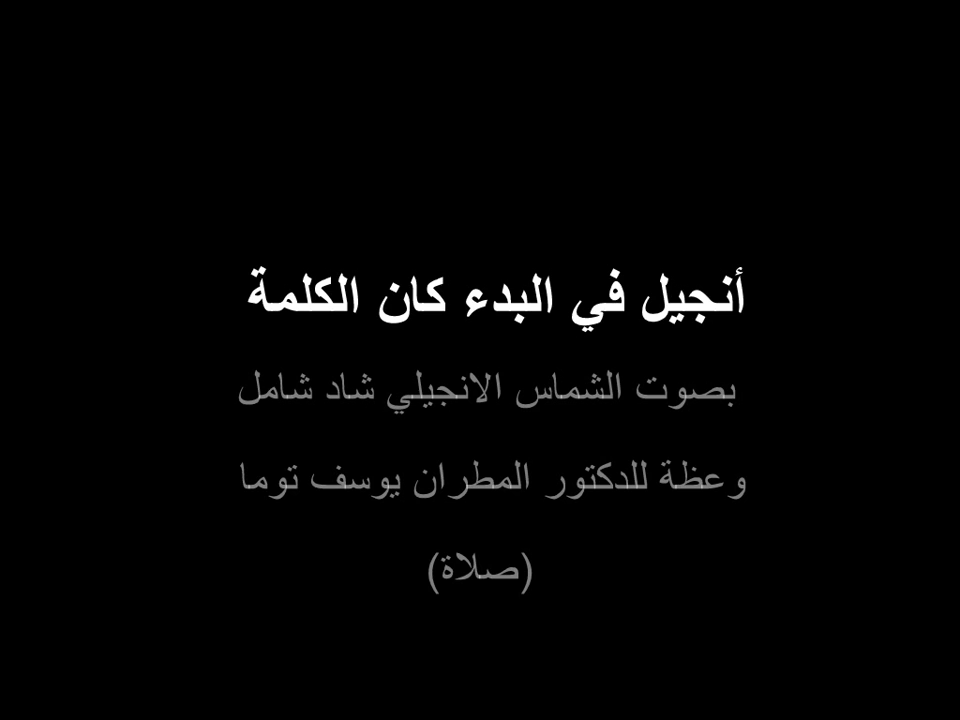 أنجيل في البدء كان الكلمة
بصوت الشماس الانجيلي شاد شامل
وعظة للدكتور المطران يوسف توما
(صلاة)